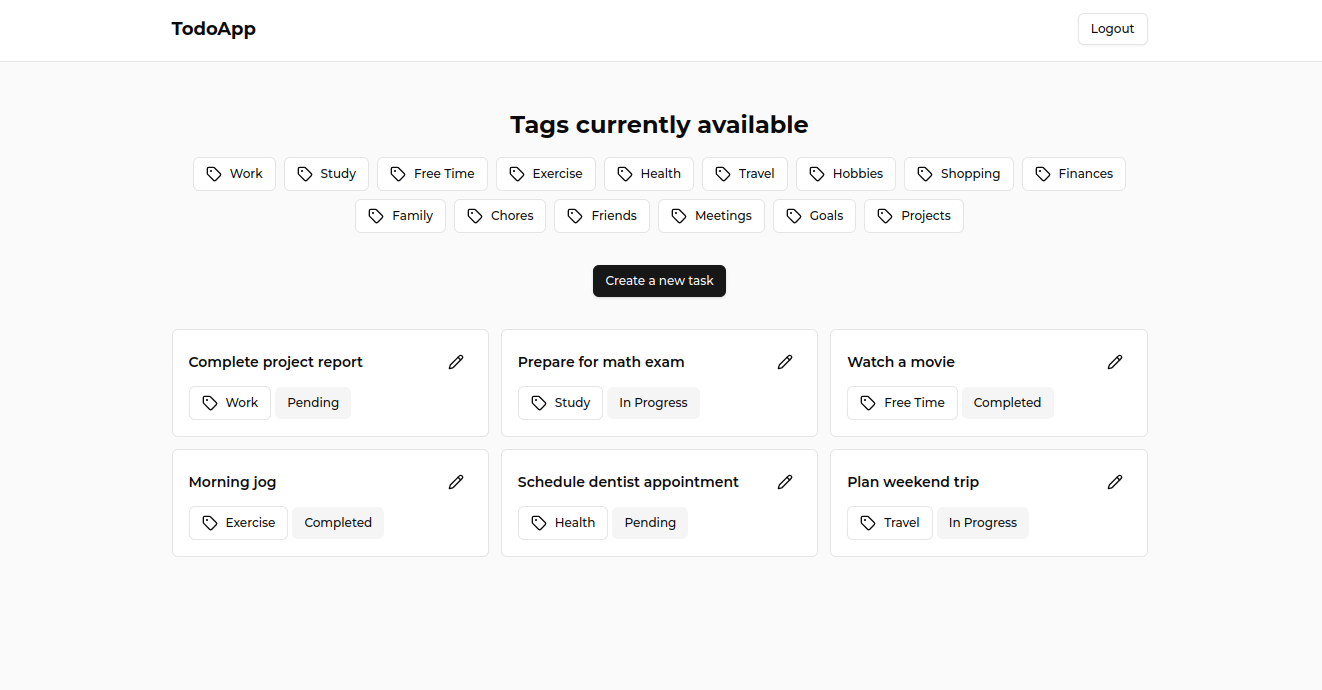 TodoApp Logout
Tags currently available
Work Study Free Time Exercise Health Travel Hobbies Shopping Finances
Family Chores Friends Meetings Goals Projects
Create a new task
Complete project report
Work Pending
Prepare for math exam
Study In Progress
Watch a movie
Free Time Completed
Morning jog
Exercise Completed
Schedule dentist appointment
Health Pending
Plan weekend trip
Travel In Progress